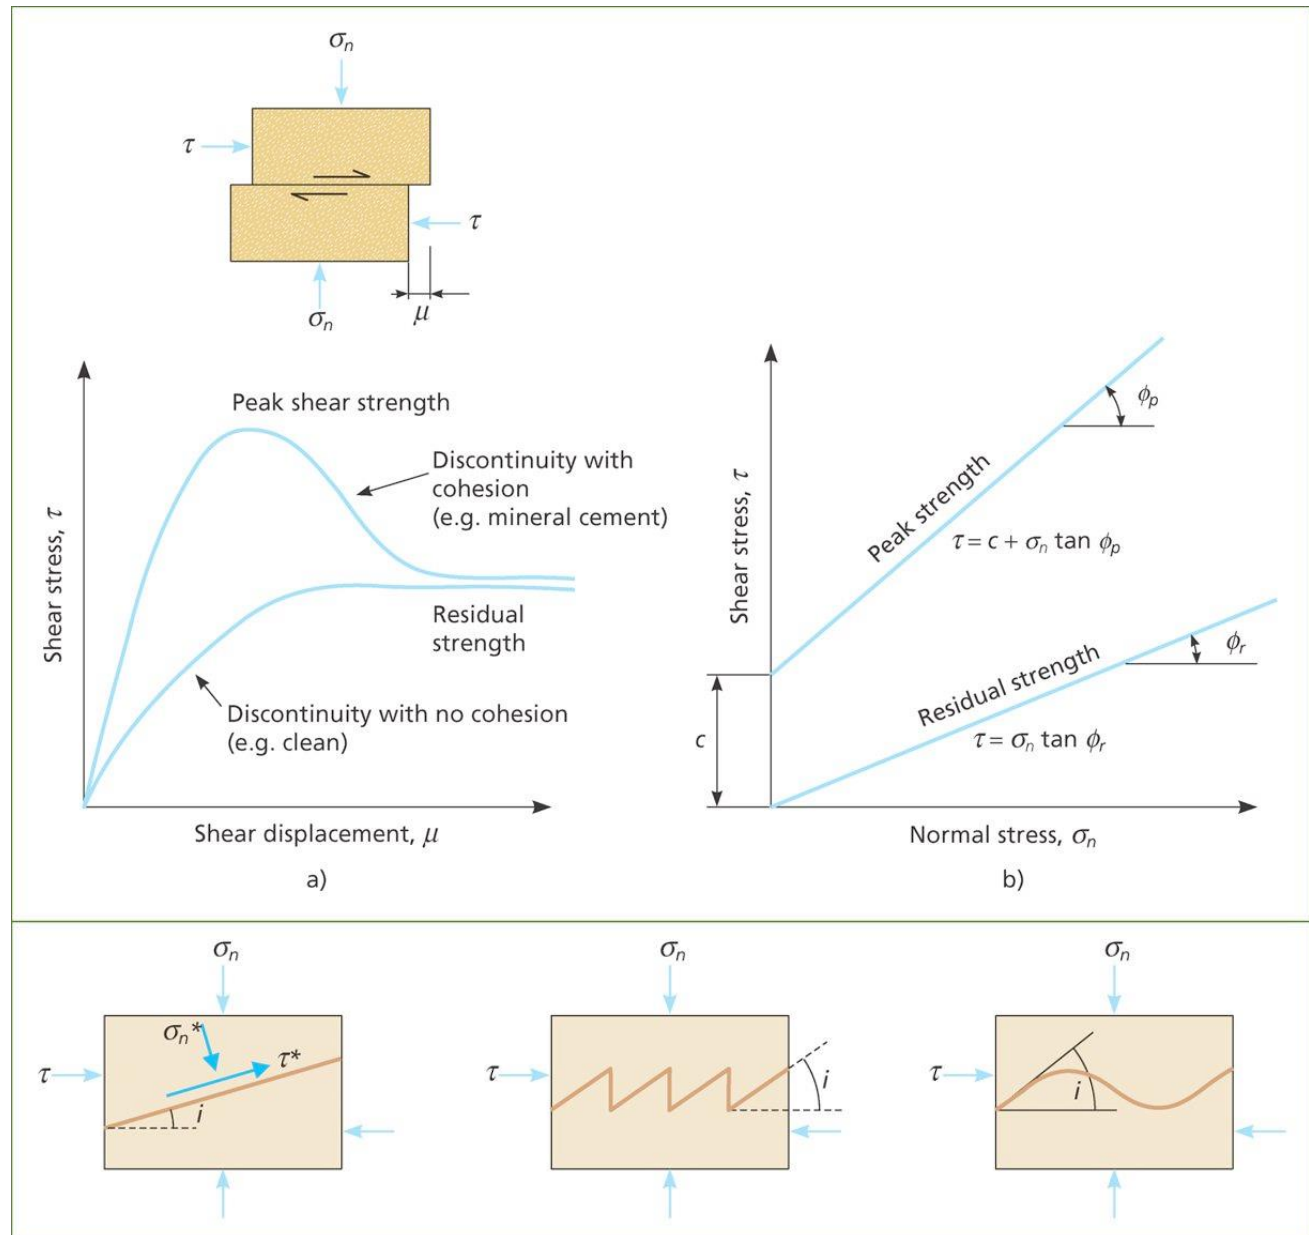 σn
τ
τ
σn
μ
Peak shear strength
Discontinuity with
cohesion
(e.g. mineral cement)
Shear stress, τ
Residual
strength
Discontinuity with no cohesion
(e.g. clean)
Shear displacement, μ
a)
ϕp
Peak strength
Shear stress, τ
τ = c + σn tan ϕp
ϕr
Residual strength
c
τ = σn tan ϕr
Normal stress, σn
b)
σn
σn*
τ*
τ
i
σn
τ
i
σn
τ
i